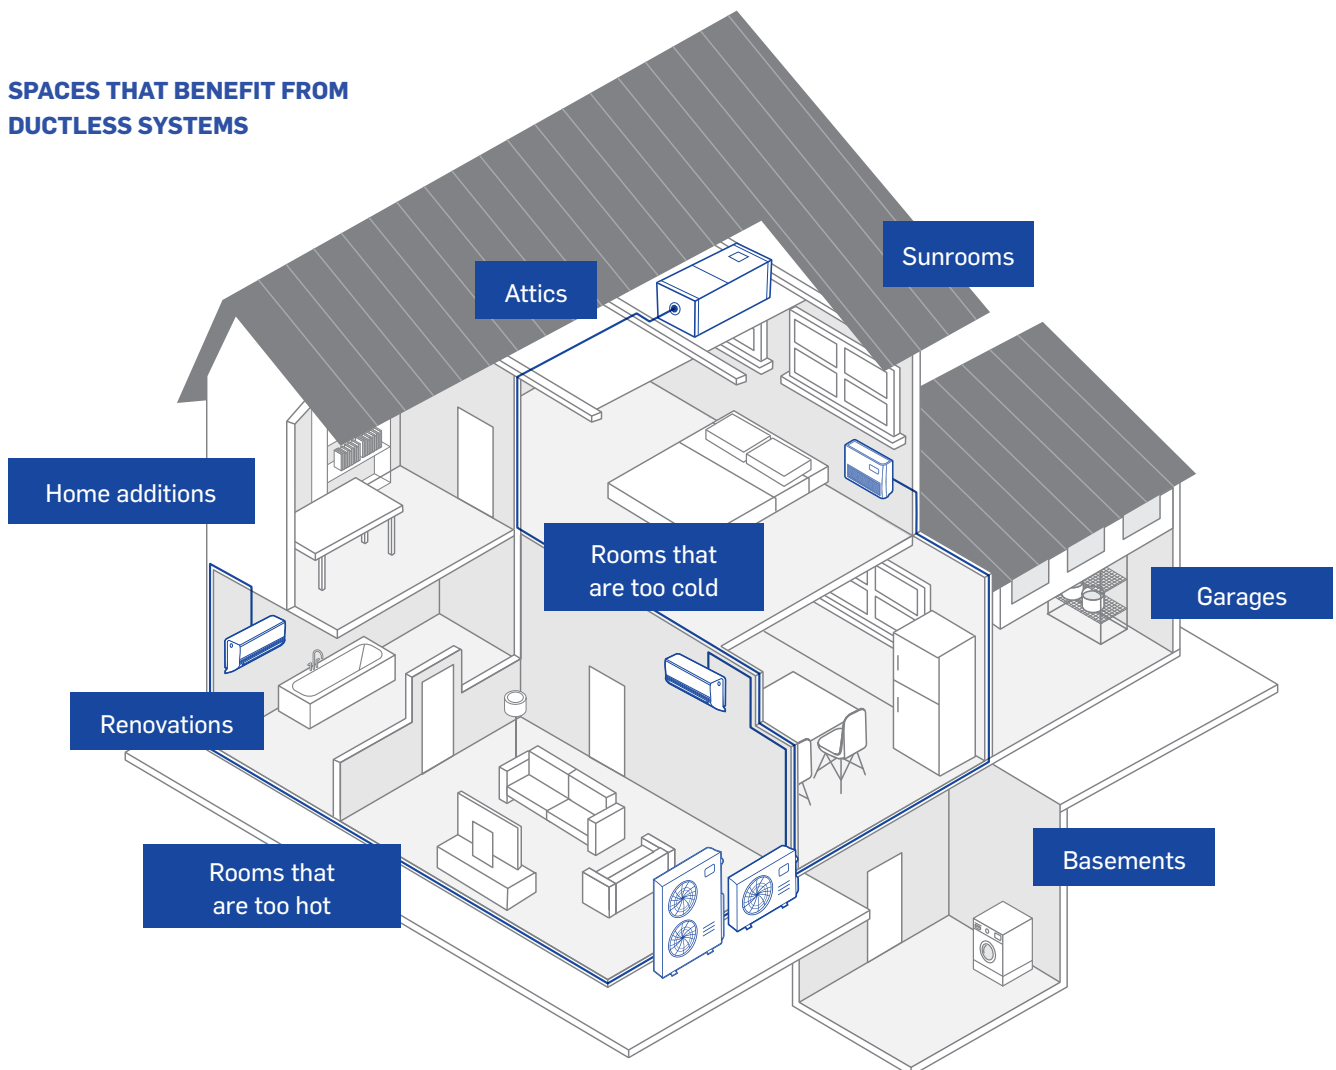 SPACES THAT BENEFIT FROM
DUCTLESS SYSTEMS
Sunrooms
Attics
Home additions
Rooms that
are too cold
Garages
Renovations
Rooms that
are too hot
Basements